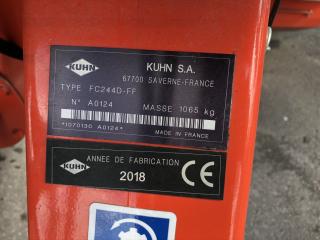 KUHN
KUHN S.A.
67700 SAVERNE-FRANCE
TYPE FC244D-FF
N° A0124 MASSE 1065 kg
*1070130 A0124*
MADE IN FRANCE
KUHN
ANNEE DE FABRICATION
2018
CE